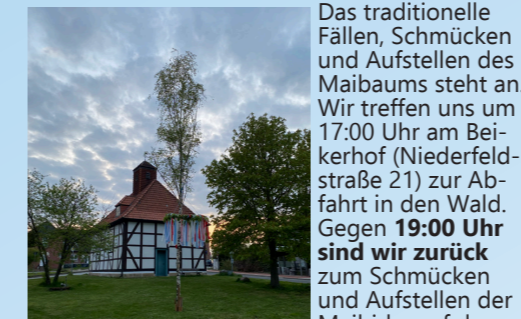 Das traditionelle
Fällen, Schmücken
und Aufstellen des
Maibaums steht an.
Wir treffen uns um
17:00 Uhr am Bei-
kerhof (Niederfeld-
straße 21) zur Ab-
fahrt in den Wald.
Gegen 19:00 Uhr
sind wir zurück
zum Schmücken
und Aufstellen der